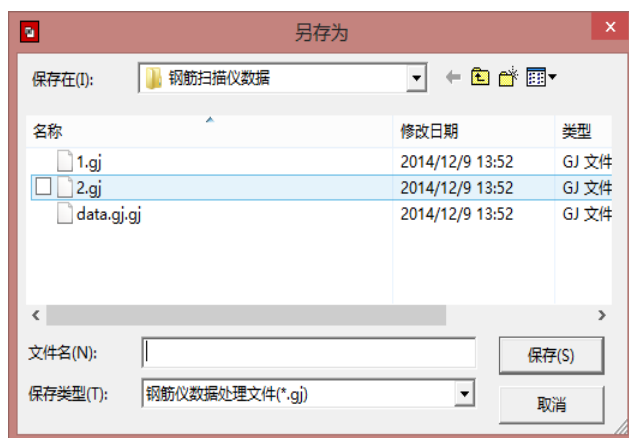 另存为
保存在(I):
钢筋扫描仪数据
名称 修改日期 类型
1.gj 2014/12/9 13:52 GJ 文件
2.gj 2014/12/9 13:52 GJ 文件
data.gj.gj 2014/12/9 13:52 GJ 文件
文件名(N):
保存(S)
保存类型(T):
钢筋仪数据处理文件(*.gj)
取消